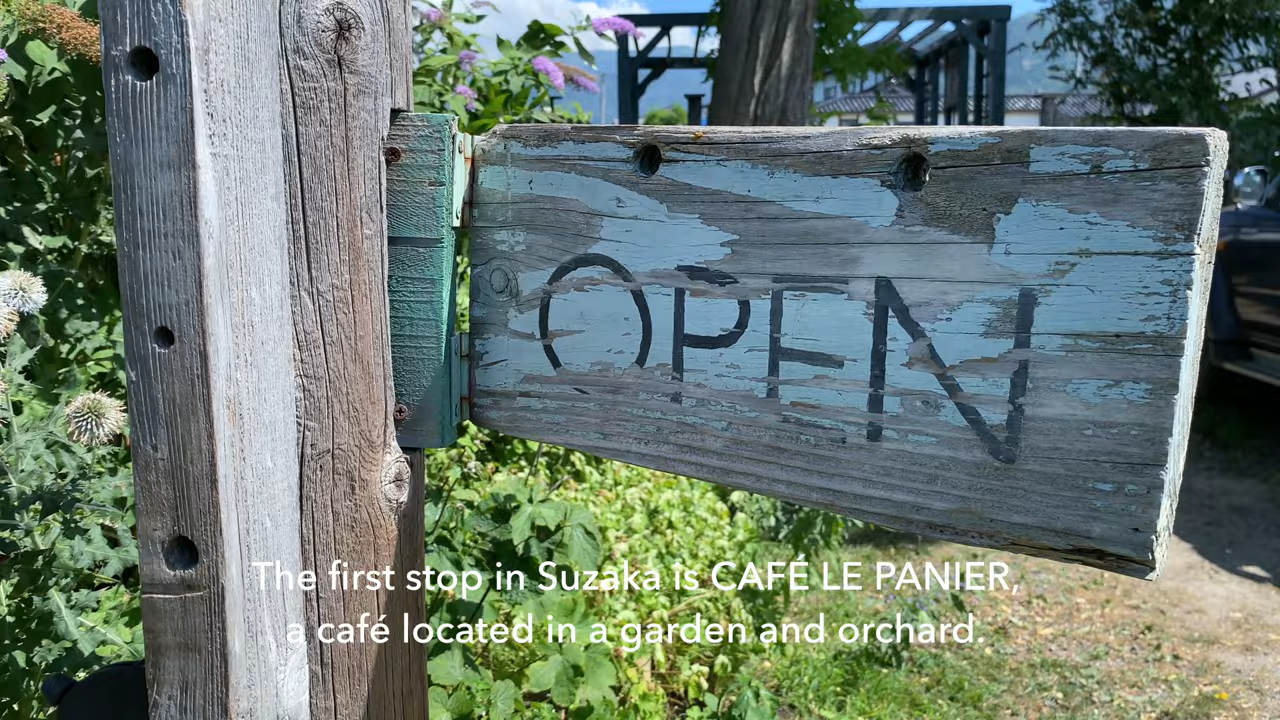 OPEN
The first stop in Suzaka is CAFÉ LE PANIER,
a café located in a garden and orchard.